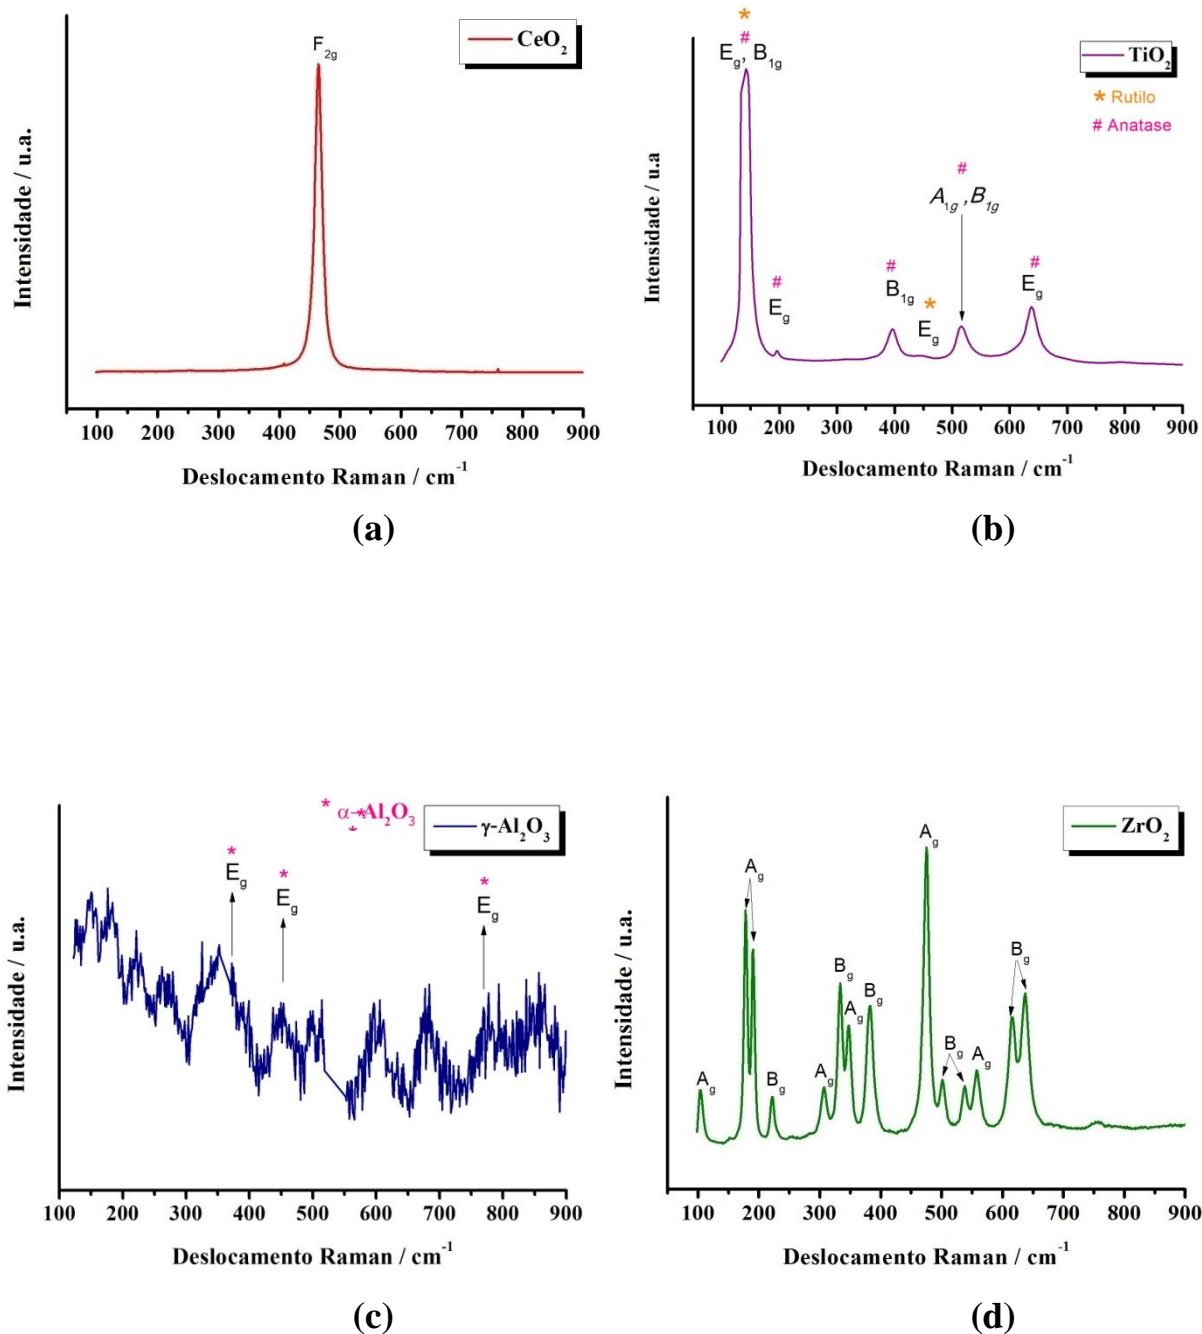 CeO2
F2g
Intensidade / u.a.
100 200 300 400 500 600 700 800 900
Deslocamento Raman / cm-1
(a)
TiO2
* Rutilo
# Anatase
*
#
Eg, B1g
#
Eg
#
B1g
*
Eg
#
A1g ,B1g
#
Eg
Intensidade / u.a
100 200 300 400 500 600 700 800 900
Deslocamento Raman / cm-1
(b)
* α-Al2O3
γ-Al2O3
*
Eg
*
Eg
*
Eg
Intensidade / u.a.
100 200 300 400 500 600 700 800 900
Deslocamento Raman / cm-1
(c)
ZrO2
Ag
Ag
Bg
Ag
Bg
Ag
Bg
Ag
Bg
Ag
Bg
Intensidade / u.a.
100 200 300 400 500 600 700 800 900
Deslocamento Raman / cm-1
(d)